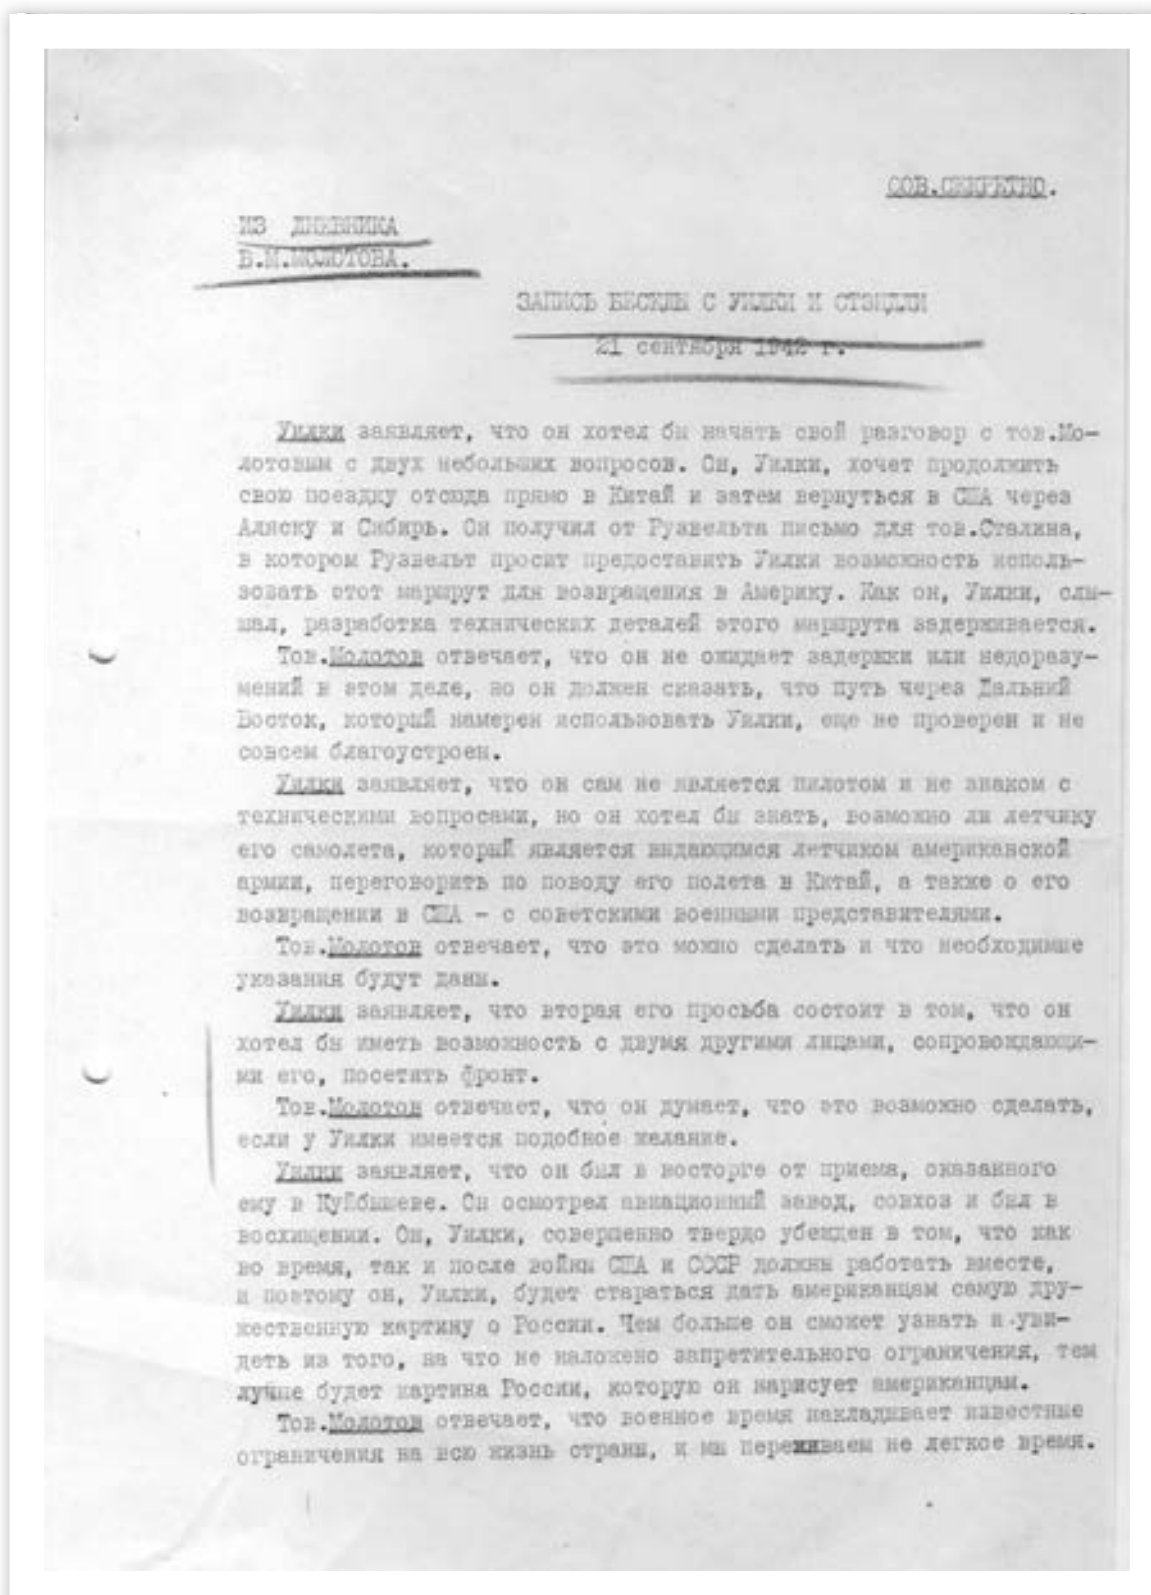 СОВ.СЕКРЕТНО.
ИЗ ДНЕВНИКА
В.М.МОЛОТОВА.
ЗАПИСЬ БЕСЕДЫ С УИЛКИ И СТЭНДЛИ
21 сентября 1942 г.
Уилки заявляет, что он хотел бы начать свой разговор с тов.Мо-
лотовым с двух небольших вопросов. Он, Уилки, хочет продолжить
свою поездку отсюда прямо в Китай и затем вернуться в США через
Аляску и Сибирь. Он получил от Рузвельта письмо для тов.Сталина,
в котором Рузвельт просит предоставить Уилки возможность исполь-
зовать этот маршрут для возвращения в Америку. Как он, Уилки, слы-
шал, разработка технических деталей этого маршрута задерживается.
Тов.Молотов отвечает, что он не ожидает задержки или недоразу-
мений в этом деле, но он должен сказать, что путь через Дальний
Восток, который намерен использовать Уилки, еще не проверен и не
совсем благоустроен.
Уилки заявляет, что он сам не является пилотом и не знаком с
техническими вопросами, но он хотел бы знать, возможно ли летчику
его самолета, который является выдающимся летчиком американской
армии, переговорить по поводу его полета в Китай, а также о его
возвращении в США - с советскими военными представителями.
Тов.Молотов отвечает, что это можно сделать и что необходимые
указания будут даны.
Уилки заявляет, что вторая его просьба состоит в том, что он
хотел бы иметь возможность с двумя другими лицами, сопровождающи-
ми его, посетить фронт.
Тов.Молотов отвечает, что он думает, что это возможно сделать,
если у Уилки имеется подобное желание.
Уилки заявляет, что он был в восторге от приема, оказанного
ему в Куйбышеве. Он осмотрел авиационный завод, совхоз и был в
восхищении. Он, Уилки, совершенно твердо убежден в том, что как
во время, так и после войны США и СССР должны работать вместе,
и поэтому он, Уилки, будет стараться дать американцам самую дру-
жественную картину о России. Чем больше он сможет узнать и уви-
деть из того, на что не наложено запретительного ограничения, тем
лучше будет картина России, которую он нарисует американцам.
Тов.Молотов отвечает, что военное время накладывает известные
ограничения на всю жизнь страны, и мы переживаем не легкое время.